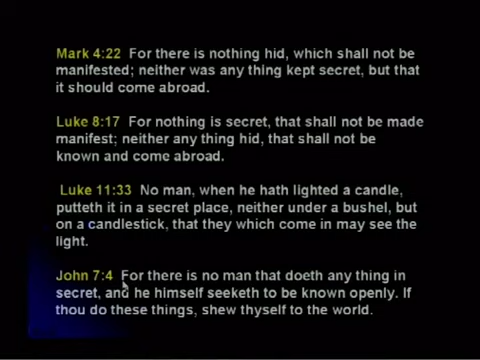 Mark 4:22 For there is nothing hid, which shall not be
manifested; neither was any thing kept secret, but that
it should come abroad.
Luke 8:17 For nothing is secret, that shall not be made
manifest; neither any thing hid, that shall not be
known and come abroad.
Luke 11:33 No man, when he hath lighted a candle,
putteth it in a secret place, neither under a bushel, but
on a candlestick, that they which come in may see the
light.
John 7:4 For there is no man that doeth any thing in
secret, and he himself seeketh to be known openly. If
thou do these things, shew thyself to the world.